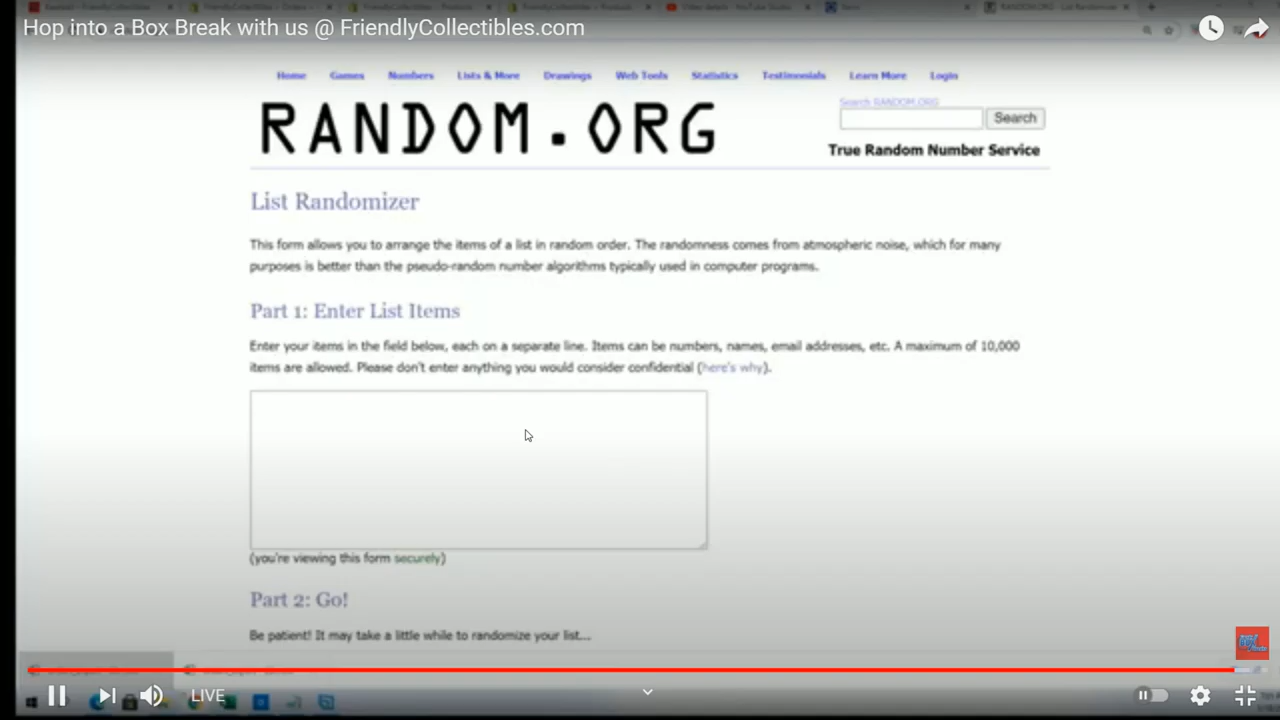 Hop into a Box Break with us @ FriendlyCollectibles.com
Home Games Numbers Lists & More Drawings Web Tools Statistics Testimonials Learn More Login
RANDOM.ORG
Search RANDOM.ORG
Search
True Random Number Service
List Randomizer
This form allows you to arrange the items of a list in random order. The randomness comes from atmospheric noise, which for many
purposes is better than the pseudo-random number algorithms typically used in computer programs.
Part 1: Enter List Items
Enter your items in the field below, each on a separate line. Items can be numbers, names, email addresses, etc. A maximum of 10,000
items are allowed. Please don't enter anything you would consider confidential (here's why).
(you're viewing this form securely)
Part 2: Go!
Be patient! It may take a little while to randomize your list...
LIVE